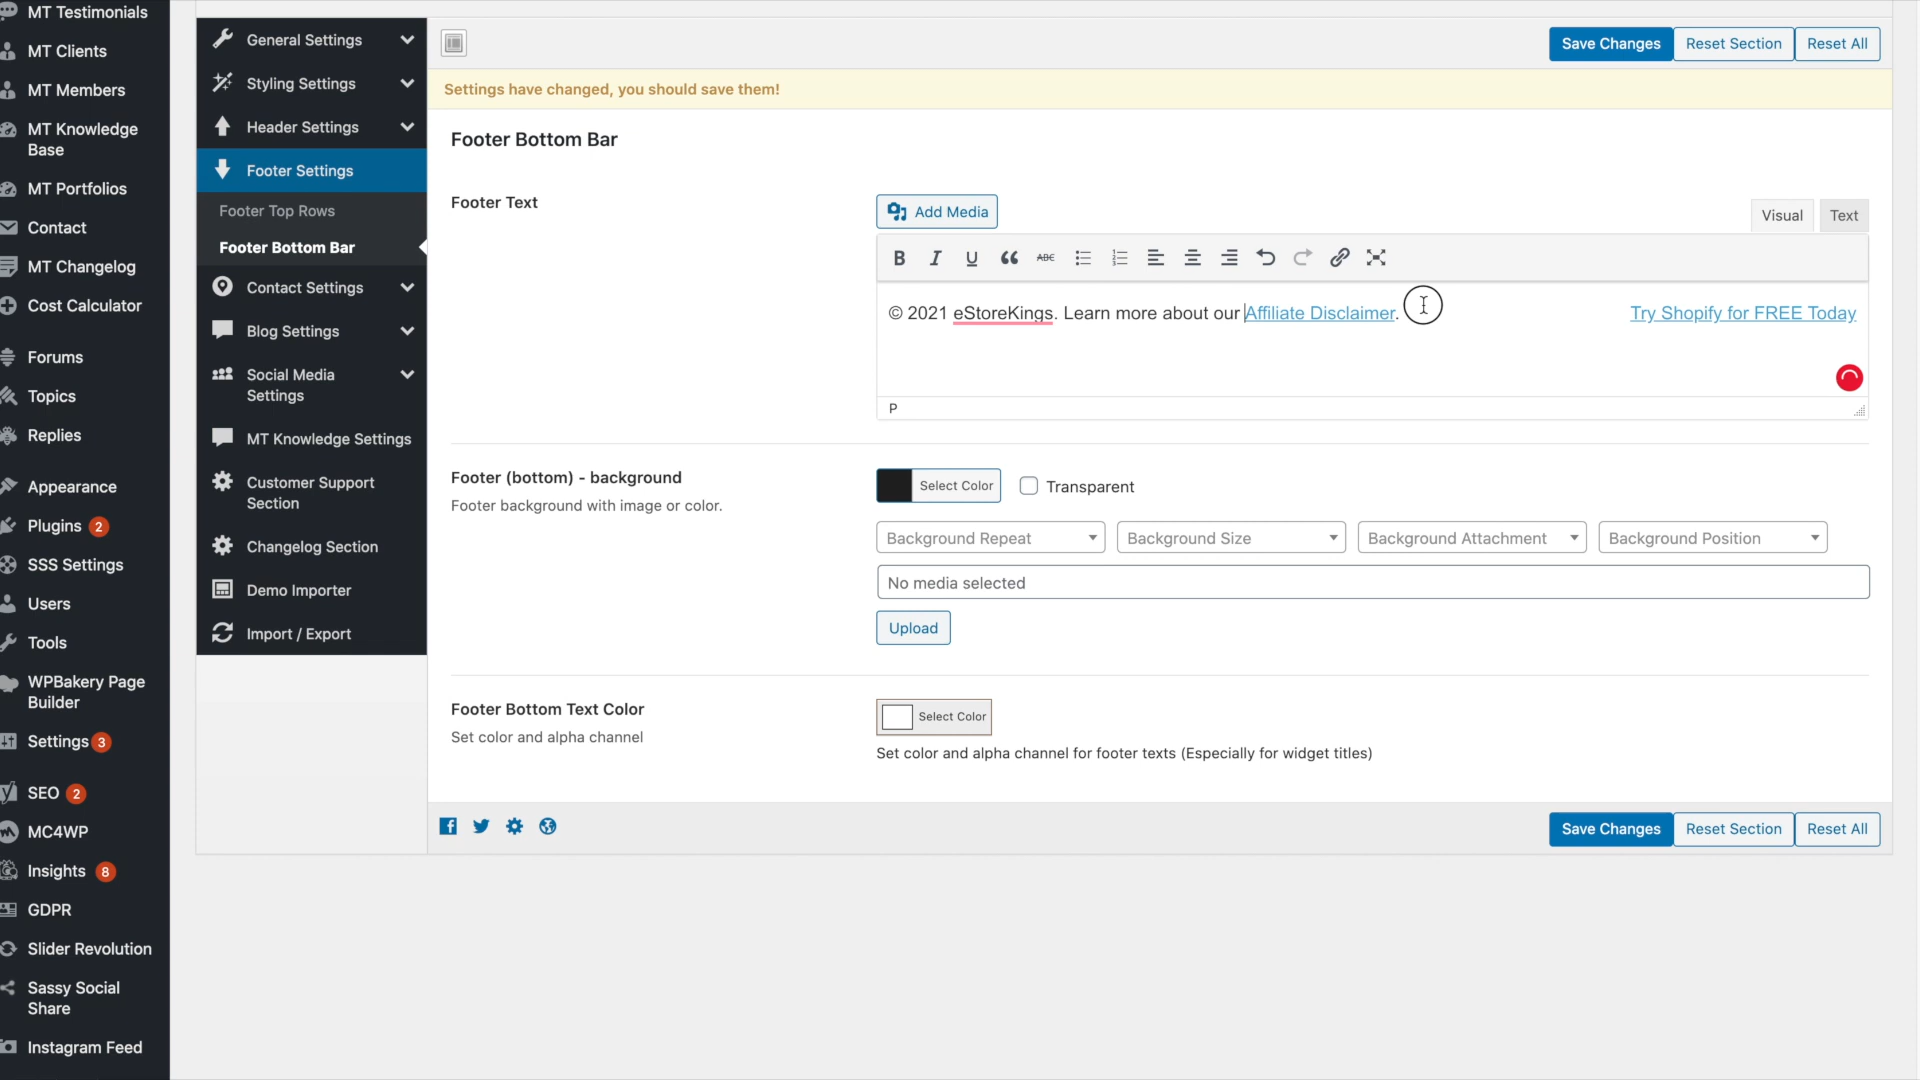 MT Testimonials
MT Clients
MT Members
MT Knowledge
Base
MT Portfolios
Contact
MT Changelog
Cost Calculator
Forums
Topics
Replies
Appearance
Plugins 2
SSS Settings
Users
Tools
WPBakery Page
Builder
Settings 3
SEO 2
MC4WP
Insights 8
GDPR
Slider Revolution
Sassy Social
Share
Instagram Feed
General Settings
Styling Settings
Header Settings
Footer Settings
Footer Top Rows
Footer Bottom Bar
Contact Settings
Blog Settings
Social Media
Settings
MT Knowledge Settings
Customer Support
Section
Changelog Section
Demo Importer
Import / Export
Save Changes Reset Section Reset All
Settings have changed, you should save them!
Footer Bottom Bar
Footer Text
Add Media
Visual Text
B I U ABC
© 2021 eStoreKings. Learn more about our Affiliate Disclaimer. Try Shopify for FREE Today
P
Footer (bottom) - background
Footer background with image or color.
Select Color Transparent
Background Repeat Background Size Background Attachment Background Position
No media selected
Upload
Footer Bottom Text Color
Set color and alpha channel
Select Color
Set color and alpha channel for footer texts (Especially for widget titles)
Save Changes Reset Section Reset All